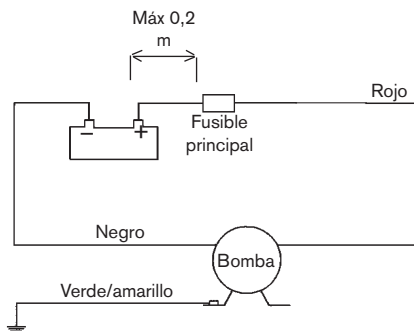 Máx 0,2
m
Rojo
− +
Fusible
principal
Negro
Bomba
Verde/amarillo